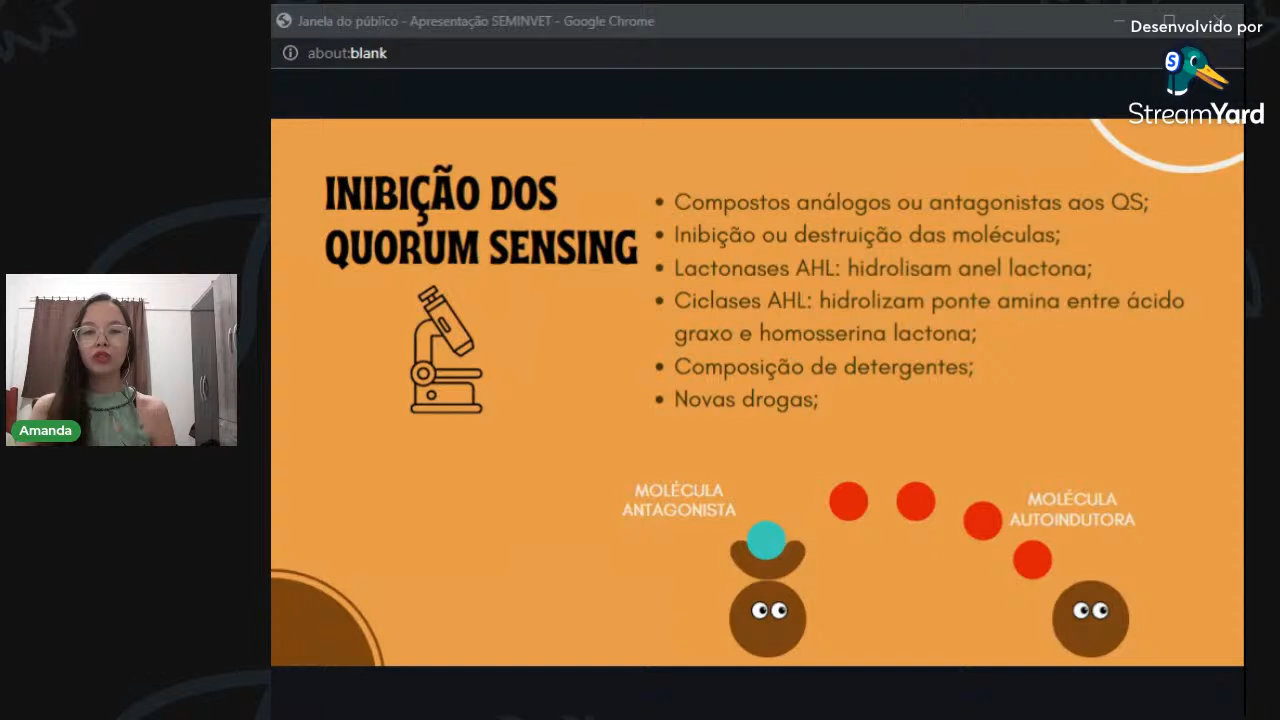 Janela do público - Apresentação SEMINVET - Google Chrome
about:blank
Desenvolvido por
StreamYard
INIBIÇÃO DOS
QUORUM SENSING
• Compostos análogos ou antagonistas aos QS;
• Inibição ou destruição das moléculas;
• Lactonases AHL: hidrolisam anel lactona;
• Ciclases AHL: hidrolizam ponte amina entre ácido
graxo e homosserina lactona;
• Composição de detergentes;
• Novas drogas;
Amanda
MOLÉCULA
ANTAGONISTA
MOLÉCULA
AUTOINDUTORA